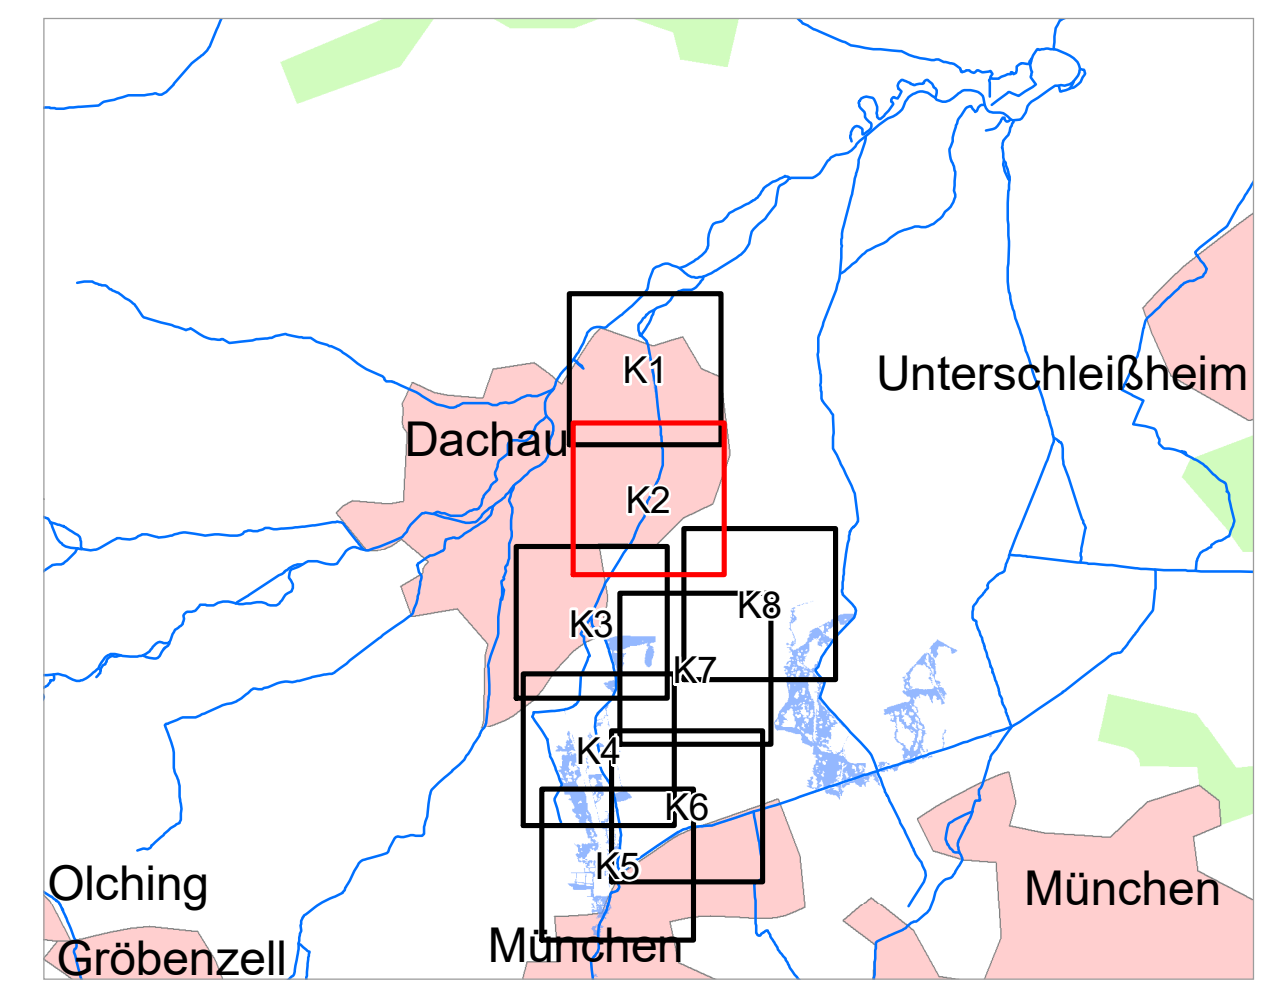 K1
Unterschleißheim
Dachau
K2
K8
K3
K7
K4
K6
K5
Olching
München
München
Gröbenzell